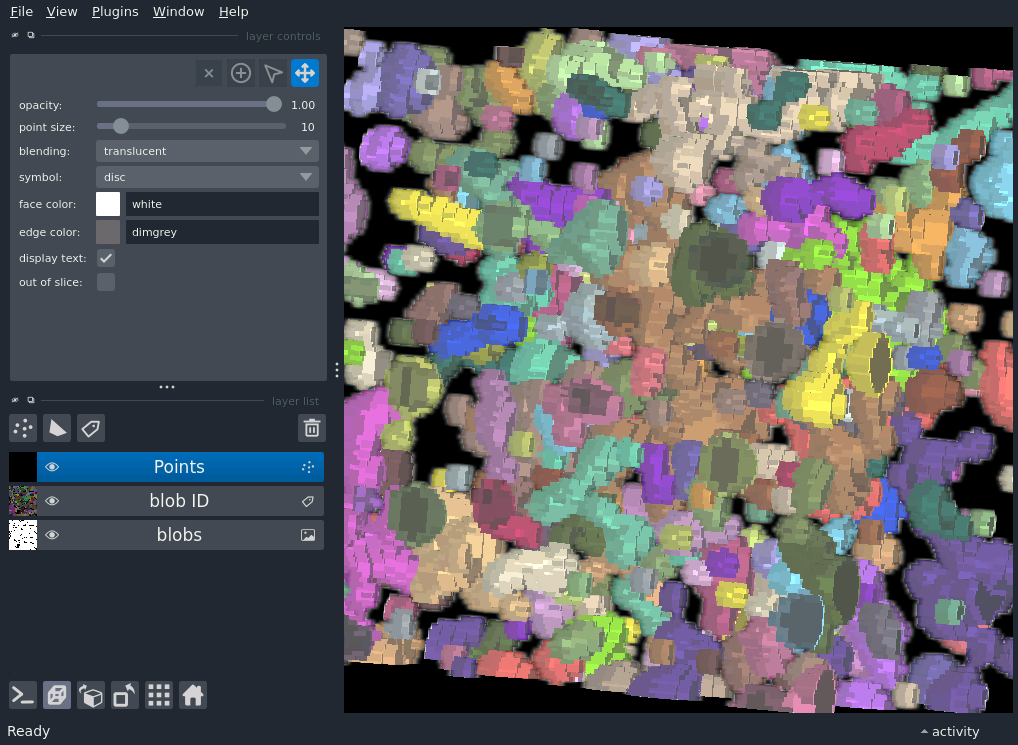 File View Plugins Window Help
layer controls
opacity: 1.00
point size: 10
blending: translucent
symbol: disc
face color: white
edge color: dimgrey
display text:
out of slice:
layer list
Points
blob ID
blobs
Ready activity